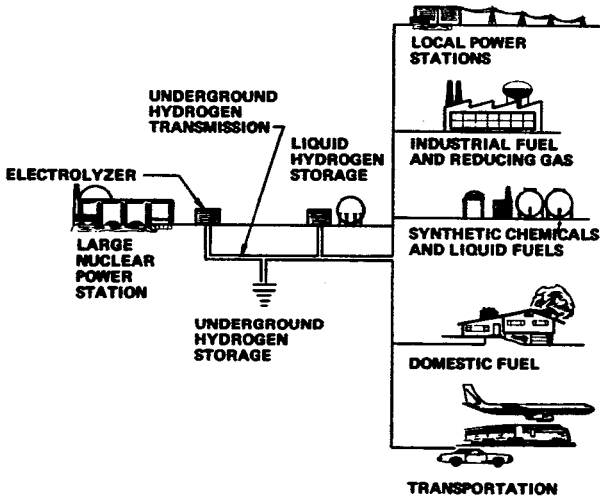 LOCAL POWER
STATIONS
UNDERGROUND
HYDROGEN
TRANSMISSION
LIQUID
HYDROGEN
STORAGE
INDUSTRIAL FUEL
AND REDUCING GAS
ELECTROLYZER
LARGE
NUCLEAR
POWER
STATION
SYNTHETIC CHEMICALS
AND LIQUID FUELS
UNDERGROUND
HYDROGEN
STORAGE
DOMESTIC FUEL
TRANSPORTATION